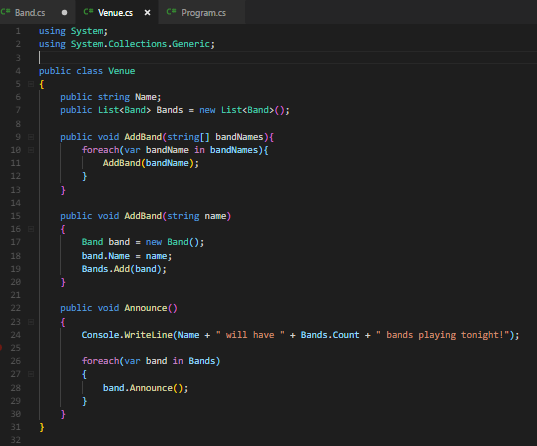 C# Band.cs ● C# Venue.cs × C# Program.cs
1 using System;
2 using System.Collections.Generic;
3
4 public class Venue
5 {
6 public string Name;
7 public List<Band> Bands = new List<Band>();
8
9 public void AddBand(string[] bandNames){
10 foreach(var bandName in bandNames){
11 AddBand(bandName);
12 }
13 }
14
15 public void AddBand(string name)
16 {
17 Band band = new Band();
18 band.Name = name;
19 Bands.Add(band);
20 }
21
22 public void Announce()
23 {
24 Console.WriteLine(Name + " will have " + Bands.Count + " bands playing tonight!");
25
26 foreach(var band in Bands)
27 {
28 band.Announce();
29 }
30 }
31 }
32